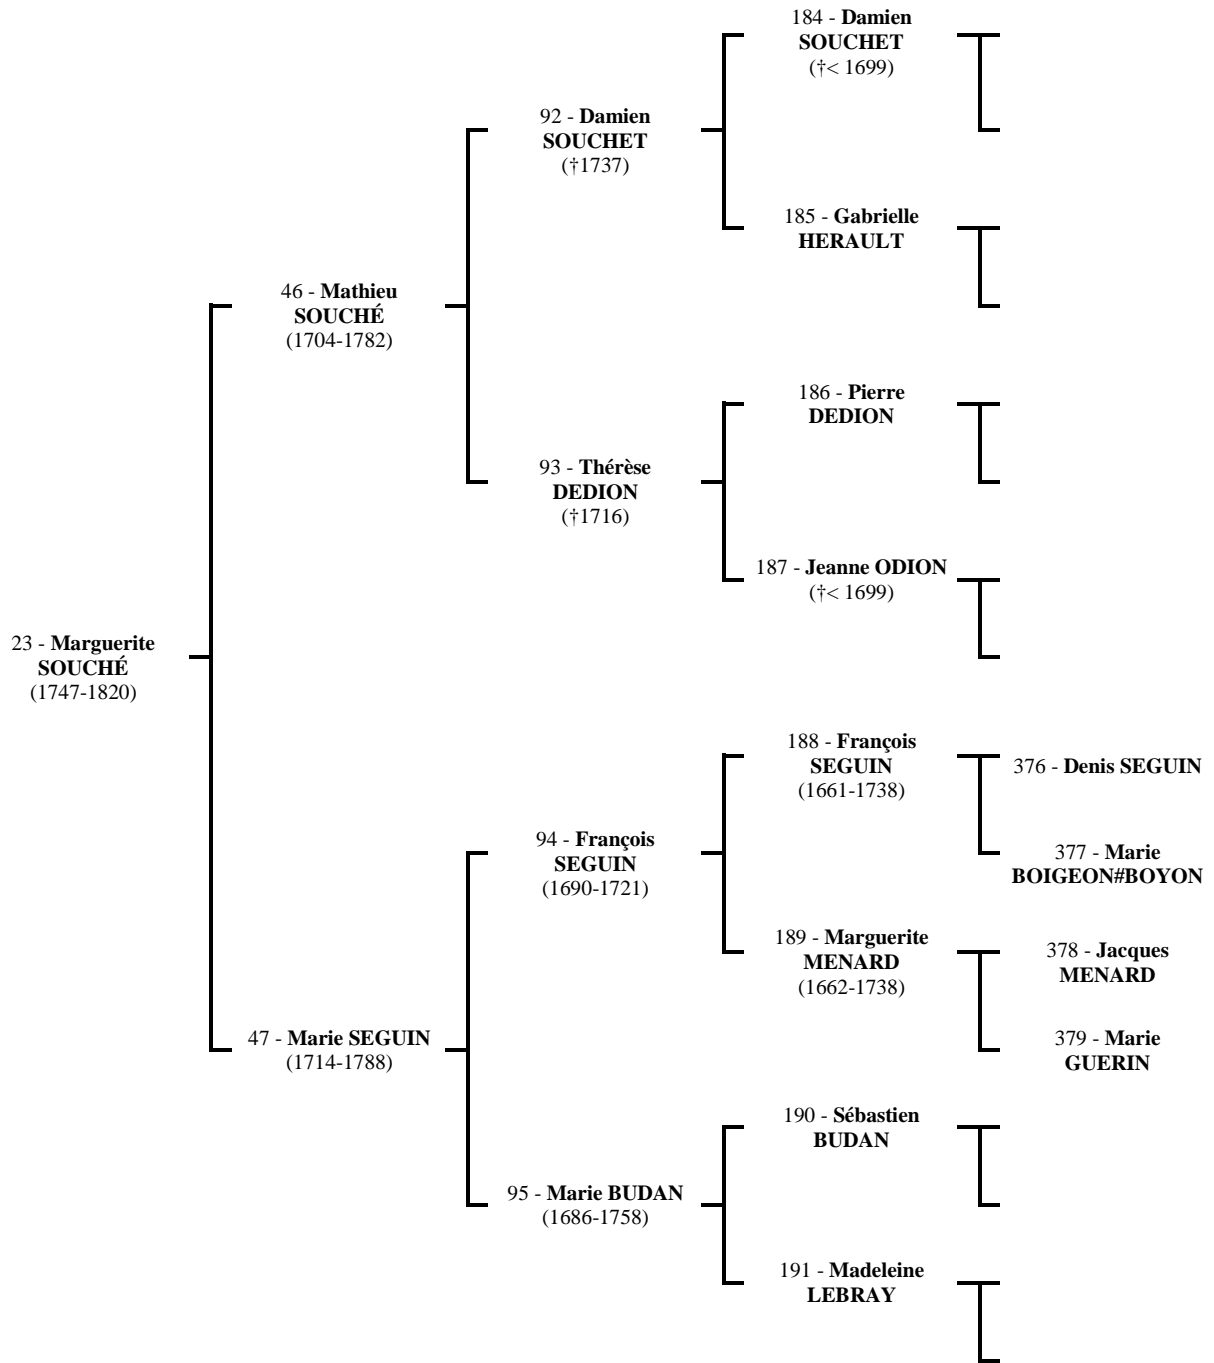 184 - Damien
SOUCHET
(†< 1699)
92 - Damien
SOUCHET
(†1737)
185 - Gabrielle
HERAULT
46 - Mathieu
SOUCHÉ
(1704-1782)
186 - Pierre
DEDION
93 - Thérèse
DEDION
(†1716)
187 - Jeanne ODION
(†< 1699)
23 - Marguerite
SOUCHÉ
(1747-1820)
188 - François
SEGUIN
(1661-1738)
376 - Denis SEGUIN
94 - François
SEGUIN
(1690-1721)
377 - Marie
BOIGEON#BOYON
189 - Marguerite
MENARD
(1662-1738)
378 - Jacques
MENARD
47 - Marie SEGUIN
(1714-1788)
379 - Marie
GUERIN
190 - Sébastien
BUDAN
95 - Marie BUDAN
(1686-1758)
191 - Madeleine
LEBRAY